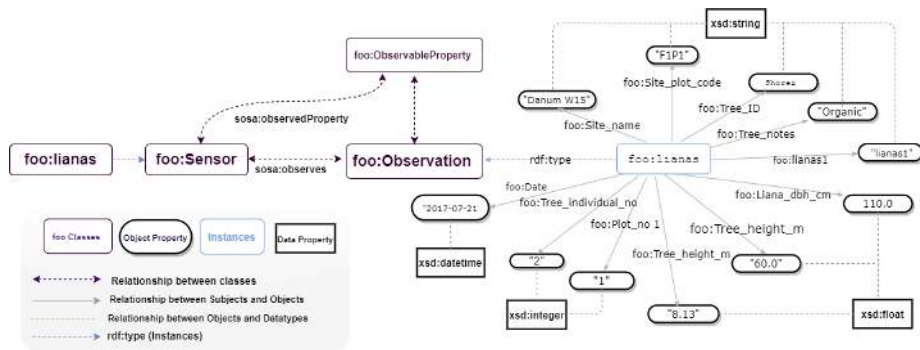 xsd:string
foo:ObservableProperty
"F1P1"
foo:Site_plot_code
"Danum W15"
foo:Tree_ID
"Organic"
foo:Site_name
foo:Tree_notes
sosa:observedProperty
foo:lianas
foo:Sensor
sosa:observes
foo:Observation
rdf:type
foo:lianas
foo:lianas1
"lianas1"
foo:Date
foo:Liana_dbh_cm
"2017-07-21
foo:Tree_individual_no
110.0
foo:Plot_no 1
foo:Tree_height_m
foo:Tree_height_m
xsd:datetime
"2"
"1"
"60.0"
xsd:integer
"8.13"
xsd:float
foo Classes
Object Property
Instances
Data Property
Relationship between classes
Relationship between Subjects and Objects
Relationship between Objects and Datatypes
rdf:type (Instances)